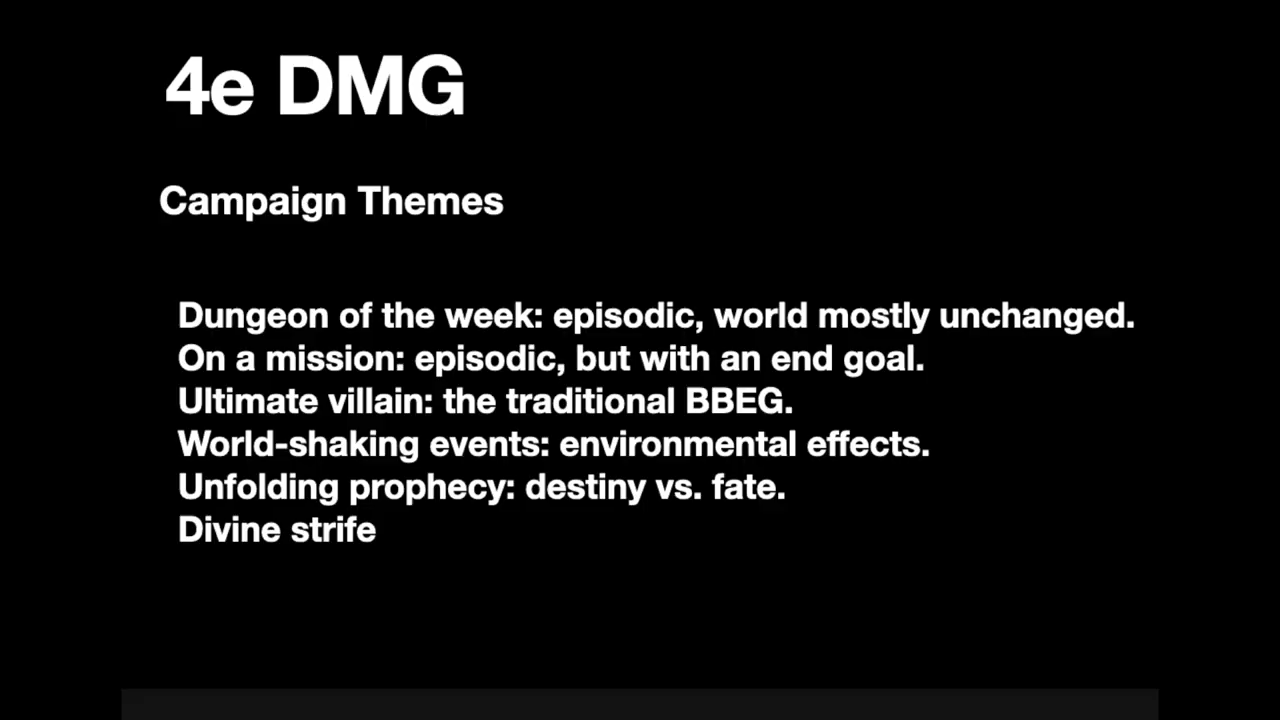 4e DMG
Campaign Themes
Dungeon of the week: episodic, world mostly unchanged.
On a mission: episodic, but with an end goal.
Ultimate villain: the traditional BBEG.
World-shaking events: environmental effects.
Unfolding prophecy: destiny vs. fate.
Divine strife